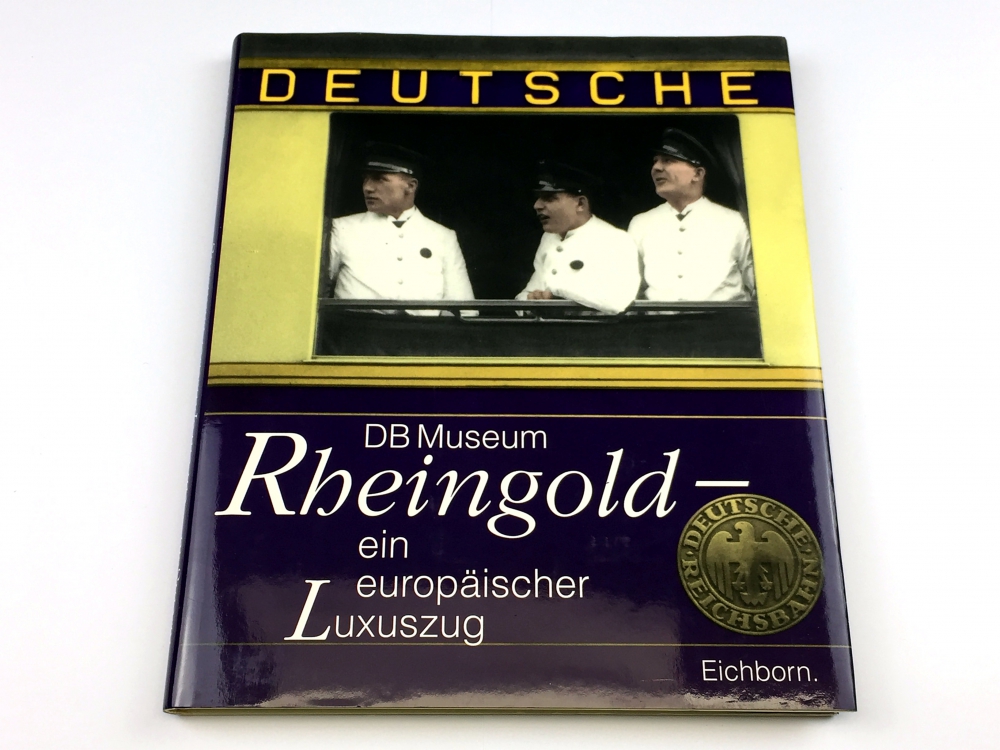 DEUTSCHE
DB Museum
Rheingold –
ein
europäischer
Luxuszug
DEUTSCHE
REICHSBAHN
Eichborn.